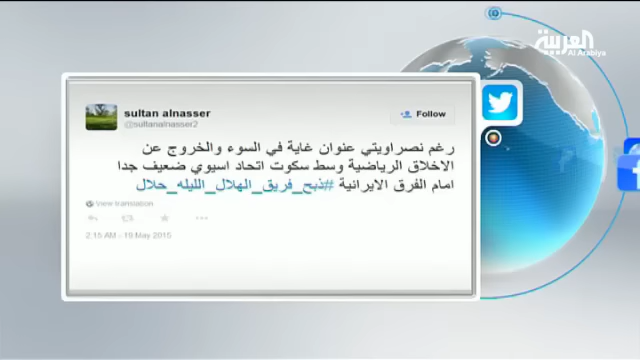 العربية
Al Arabiya
sultan alnasser
@sultanalnasser2
Follow
رغم نصراويتي عنوان غاية في السوء والخروج عن
الاخلاق الرياضية وسط سكوت اتحاد اسيوي ضعيف جدا
امام الفرق الايرانية #ذبح_فريق_الهلال_الليله_حلال
View translation
2:15 AM - 19 May 2015